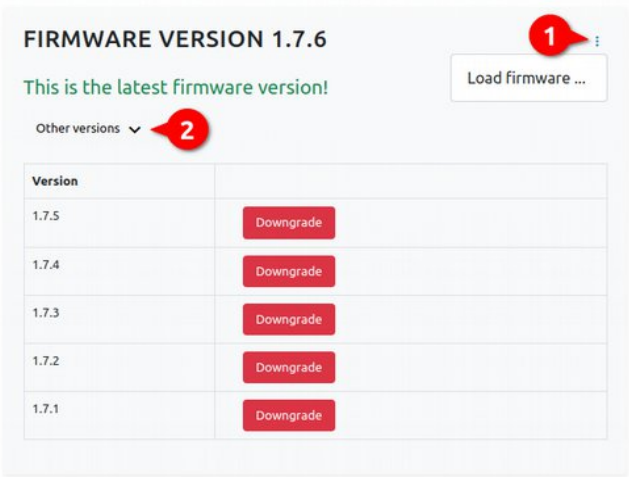 FIRMWARE VERSION 1.7.6
1
Load firmware ...
This is the latest firmware version!
Other versions
2
Version
1.7.5 Downgrade
1.7.4 Downgrade
1.7.3 Downgrade
1.7.2 Downgrade
1.7.1 Downgrade